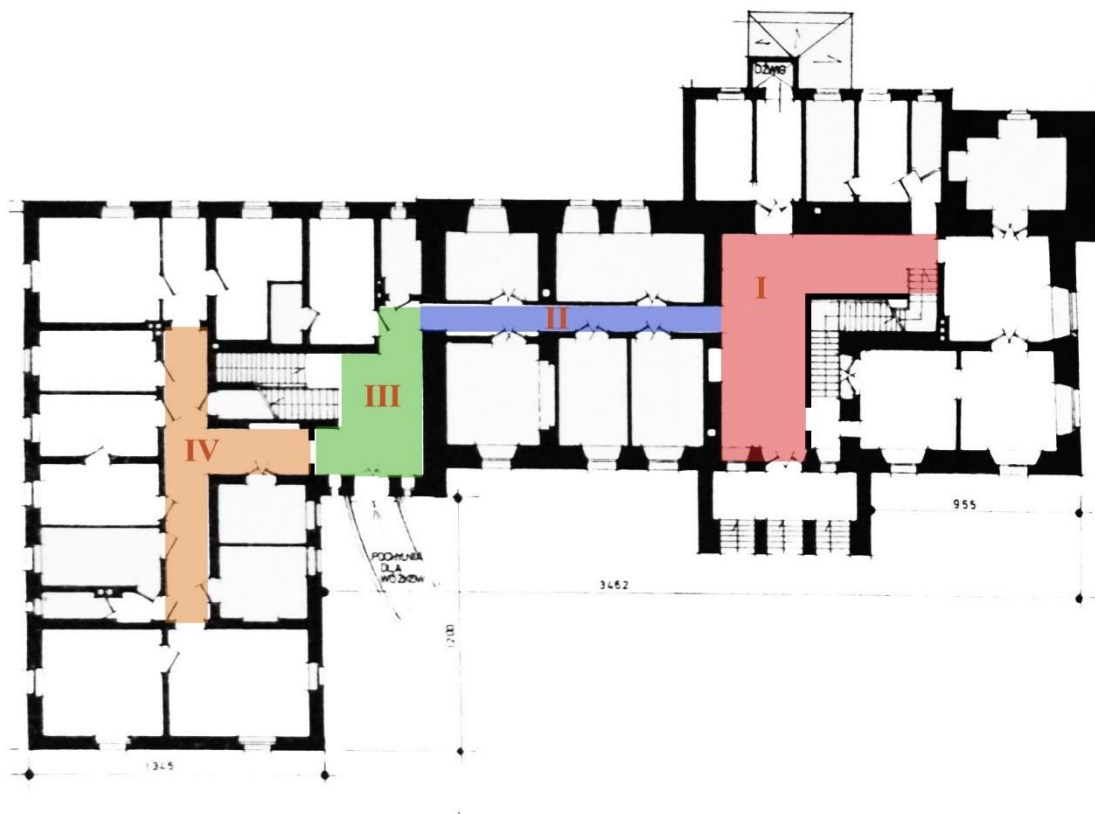 DŹWIG
I
II
III
IV
955
POCHYLNIA
DLA
WÓZKÓW
3462
1200
1345